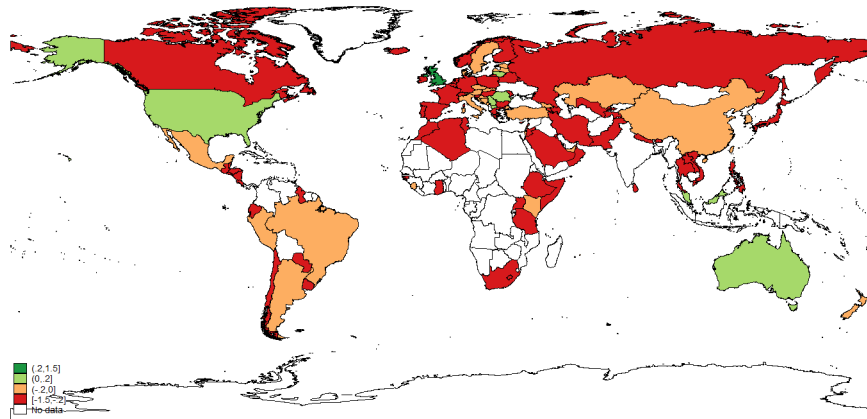 (.2,1.5]
(0,.2]
(-.2,0]
[-1.5,-.2]
No data